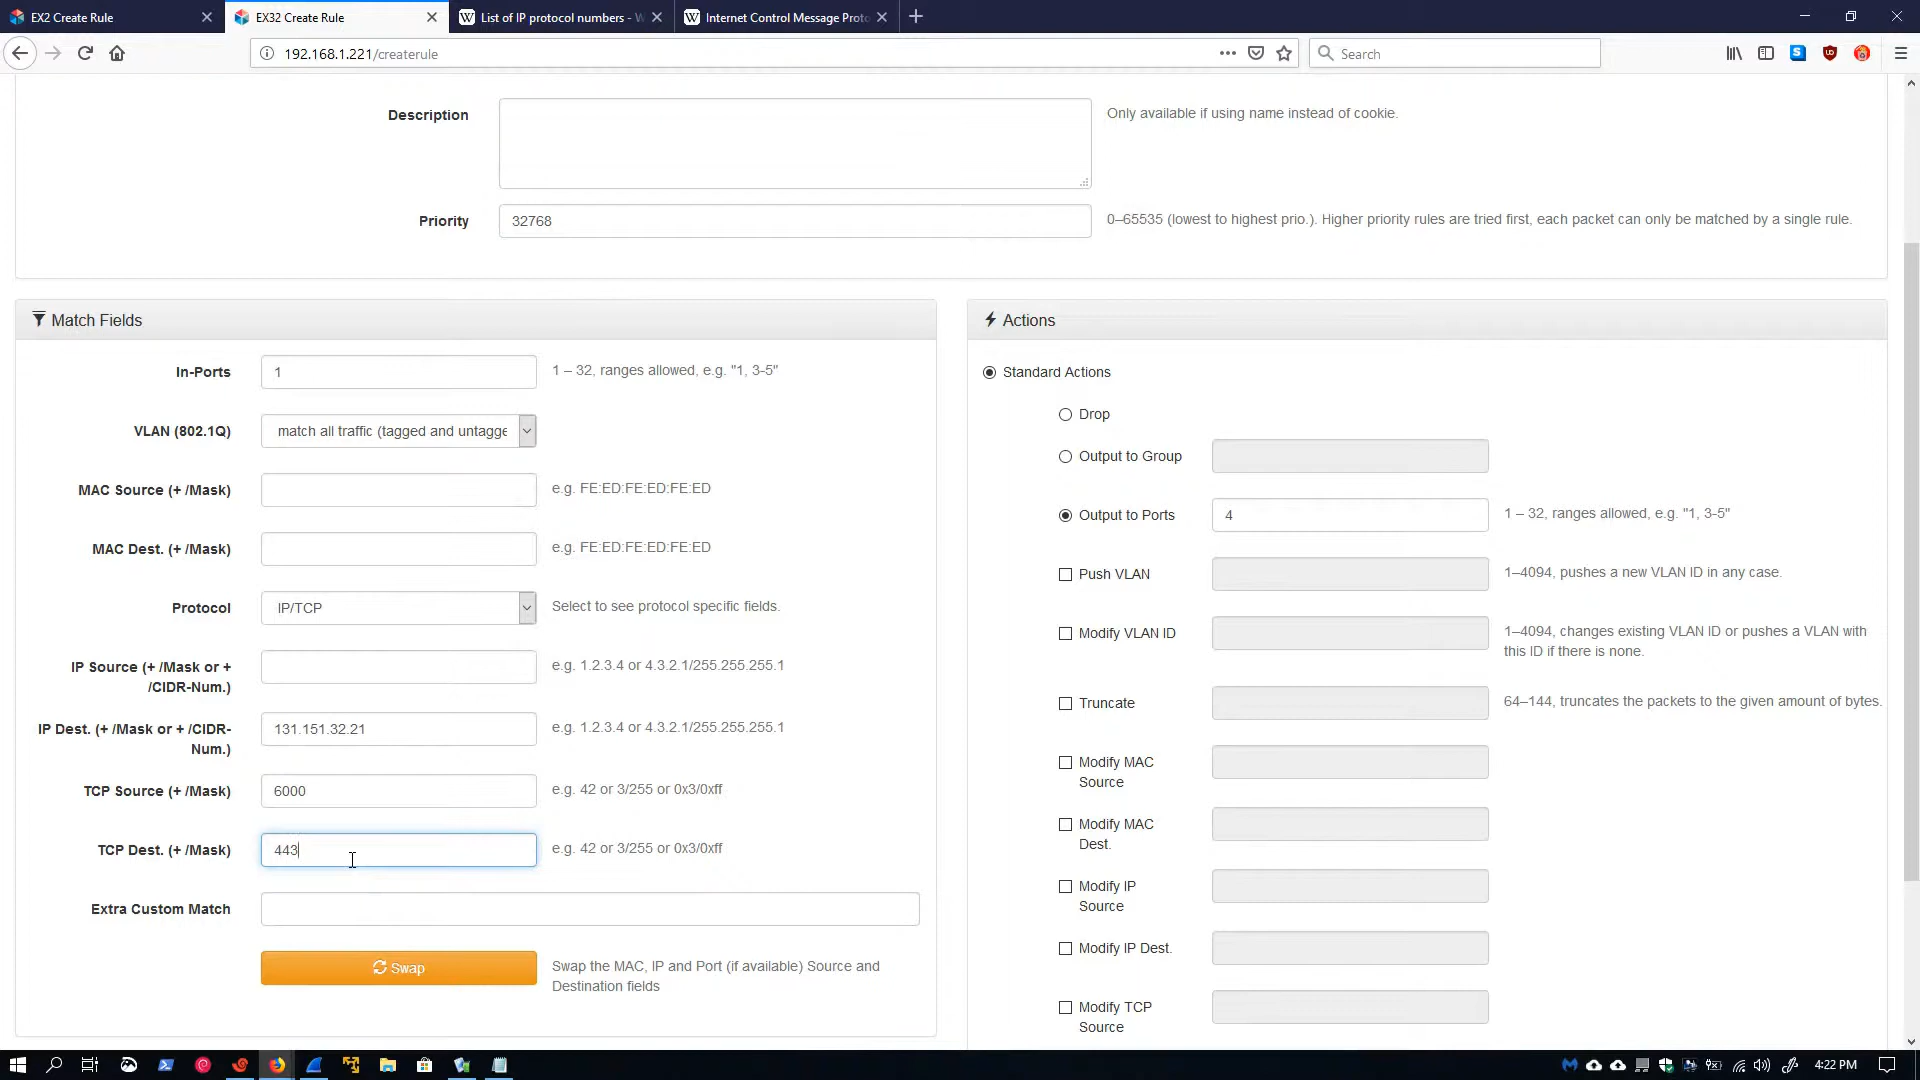 EX2 Create Rule
EX32 Create Rule
List of IP protocol numbers - W
Internet Control Message Proto
192.168.1.221/createrule
Search
Description
Only available if using name instead of cookie.
Priority
32768
0–65535 (lowest to highest prio.). Higher priority rules are tried first, each packet can only be matched by a single rule.
Match Fields
In-Ports
1
1 – 32, ranges allowed, e.g. "1, 3-5"
VLAN (802.1Q)
match all traffic (tagged and untagge
MAC Source (+ /Mask)
e.g. FE:ED:FE:ED:FE:ED
MAC Dest. (+ /Mask)
e.g. FE:ED:FE:ED:FE:ED
Protocol
IP/TCP
Select to see protocol specific fields.
IP Source (+ /Mask or +
/CIDR-Num.)
e.g. 1.2.3.4 or 4.3.2.1/255.255.255.1
IP Dest. (+ /Mask or + /CIDR-
Num.)
131.151.32.21
e.g. 1.2.3.4 or 4.3.2.1/255.255.255.1
TCP Source (+ /Mask)
6000
e.g. 42 or 3/255 or 0x3/0xff
TCP Dest. (+ /Mask)
443
e.g. 42 or 3/255 or 0x3/0xff
Extra Custom Match
Swap
Swap the MAC, IP and Port (if available) Source and
Destination fields
Actions
Standard Actions
Drop
Output to Group
Output to Ports
4
1 – 32, ranges allowed, e.g. "1, 3-5"
Push VLAN
1–4094, pushes a new VLAN ID in any case.
Modify VLAN ID
1–4094, changes existing VLAN ID or pushes a VLAN with
this ID if there is none.
Truncate
64–144, truncates the packets to the given amount of bytes.
Modify MAC
Source
Modify MAC
Dest.
Modify IP
Source
Modify IP Dest.
Modify TCP
Source
4:22 PM